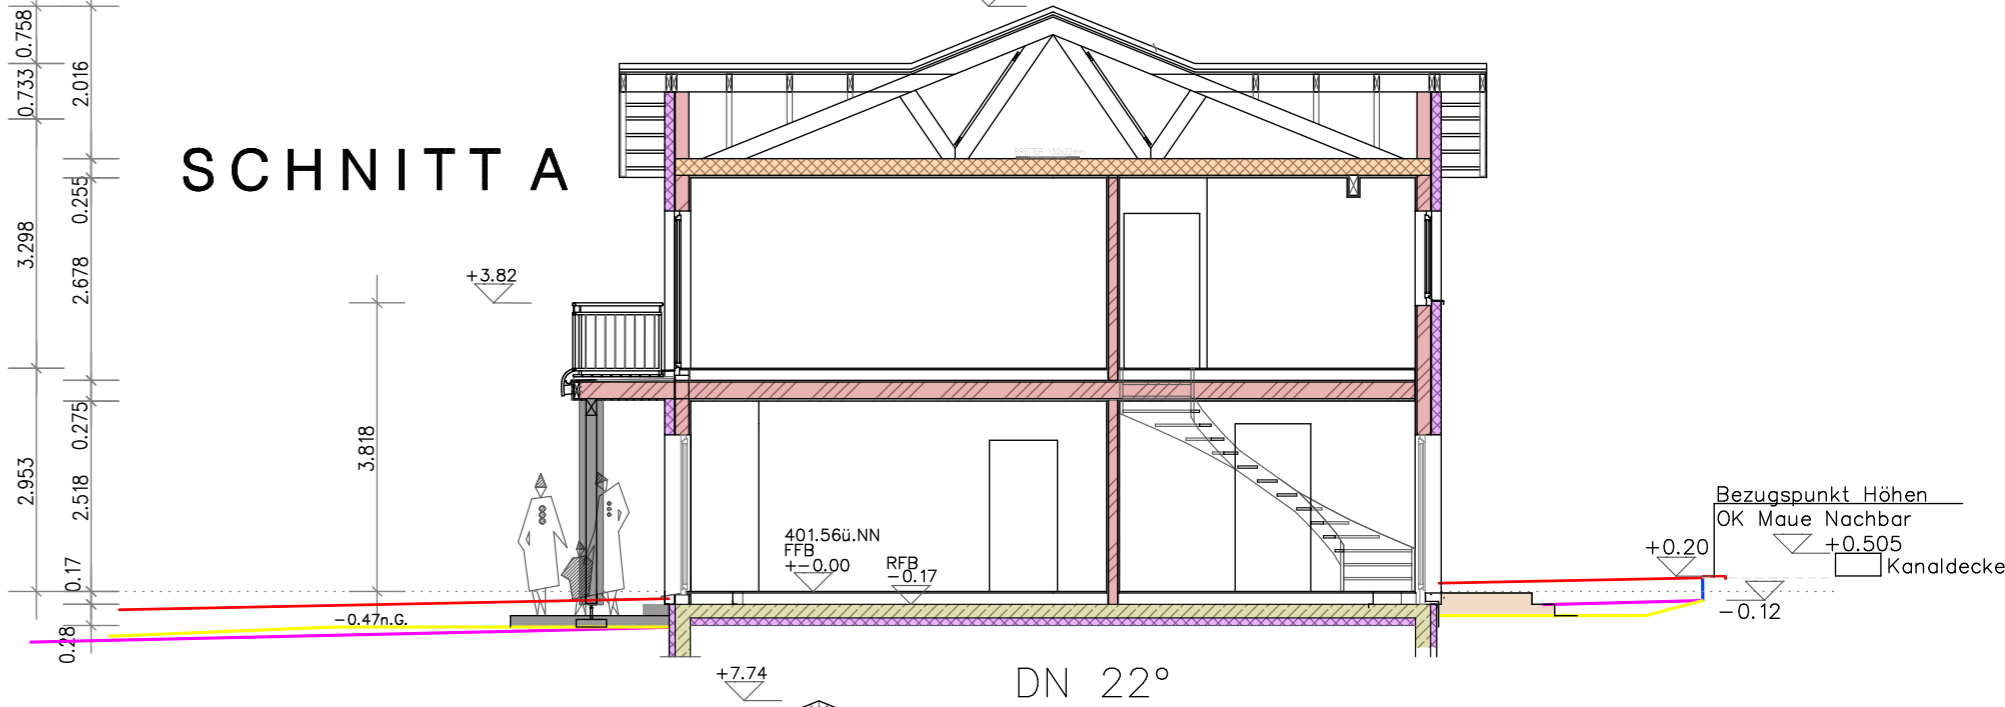 0.758
0.733
2.016
SCHNITT A
BRETTER 150x22mm
0.255
3.298
2.678
+3.82
0.275
3.818
2.953
2.518
0.17
0.28
401.56ü.NN
FFB
+-0.00
RFB
-0.17
-0.47n.G.
Bezugspunkt Höhen
OK Maue Nachbar
+0.20
+0.505
Kanaldecke
-0.12
+7.74
DN 22°